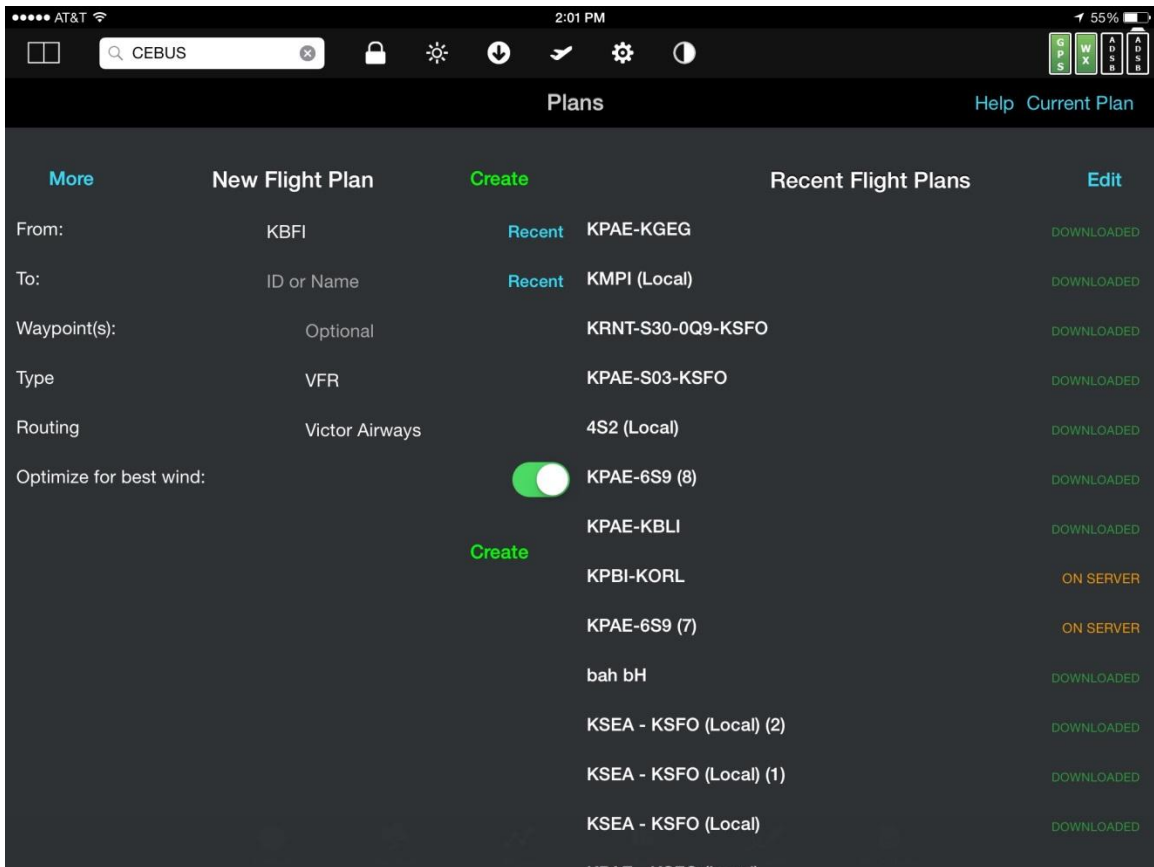 AT&T 2:01 PM 55%
CEBUS GPS WX ADSB ADSB
Plans Help Current Plan
More New Flight Plan Create
From: KBFI Recent
To: ID or Name Recent
Waypoint(s): Optional
Type VFR
Routing Victor Airways
Optimize for best wind:
Create
Recent Flight Plans Edit
KPAE-KGEG DOWNLOADED
KMPI (Local) DOWNLOADED
KRNT-S30-0Q9-KSFO DOWNLOADED
KPAE-S03-KSFO DOWNLOADED
4S2 (Local) DOWNLOADED
KPAE-6S9 (8) DOWNLOADED
KPAE-KBLI DOWNLOADED
KPBI-KORL ON SERVER
KPAE-6S9 (7) ON SERVER
bah bH DOWNLOADED
KSEA - KSFO (Local) (2) DOWNLOADED
KSEA - KSFO (Local) (1) DOWNLOADED
KSEA - KSFO (Local) DOWNLOADED